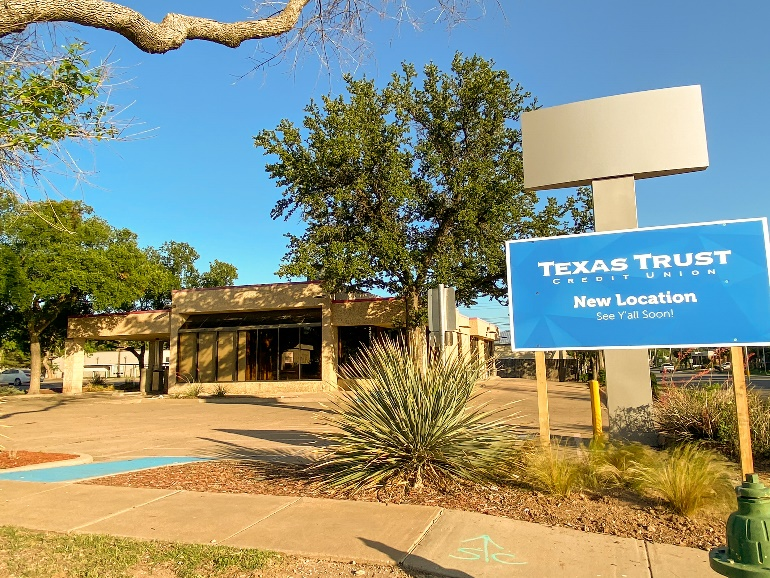 TEXAS TRUST
CREDIT UNION
New Location
See Y'all Soon!